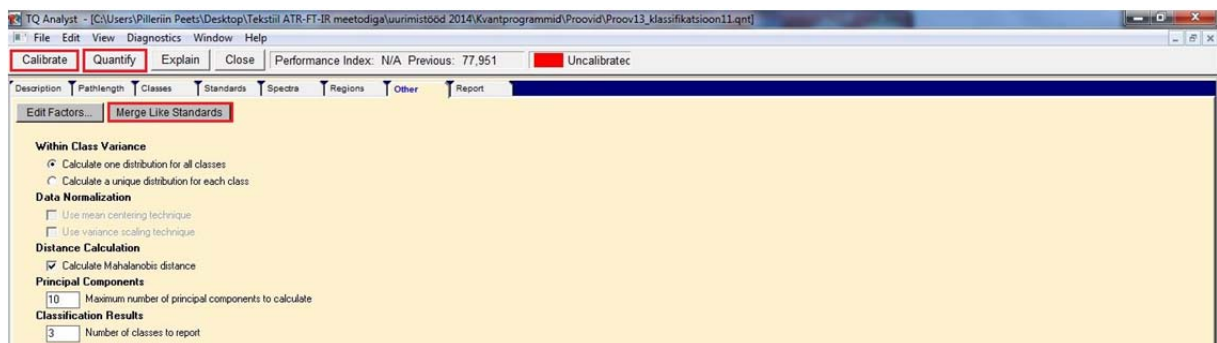 TQ Analyst - [C:\Users\Pilleriin Peets\Desktop\Tekstiil ATR-FT-IR meetodiga\uurimistööd 2014\Kvantprogrammid\Proovid\Proov13_klassifikatsioon11.qnt]
File Edit View Diagnostics Window Help
Calibrate Quantify Explain Close Performance Index: N/A Previous: 77,951 Uncalibratec
Description Pathlength Classes Standards Spectra Regions Other Report
Edit Factors... Merge Like Standards
Within Class Variance
Calculate one distribution for all classes
Calculate a unique distribution for each class
Data Normalization
Use mean centering technique
Use variance scaling technique
Distance Calculation
Calculate Mahalanobis distance
Principal Components
10 Maximum number of principal components to calculate
Classification Results
3 Number of classes to report